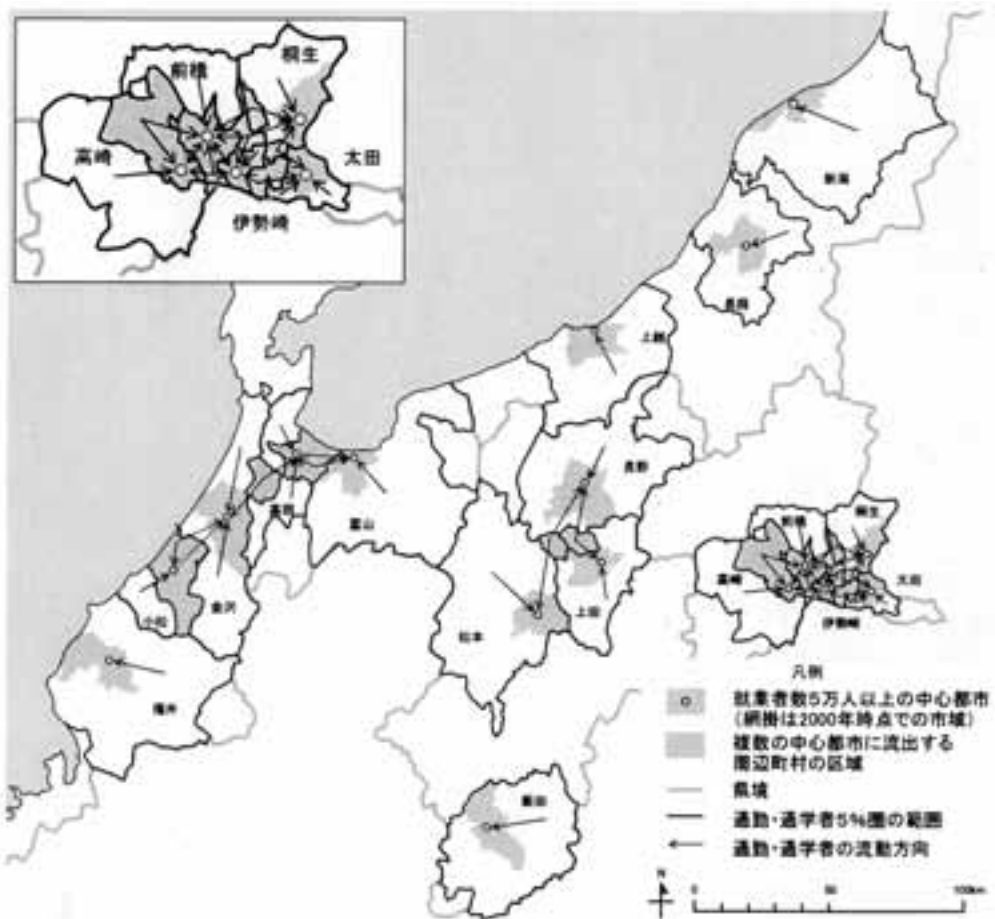 前橋
桐生
高崎
太田
伊勢崎
新潟
長岡
上越
長野
高岡
富山
小松
金沢
福井
松本
上田
飯田
前橋
桐生
高崎
太田
伊勢崎
凡例
就業者数5万人以上の中心都市
(網掛は2000年時点での市域)
複数の中心都市に流出する
周辺町村の区域
県境
通勤・通学者5%圏の範囲
通勤・通学者の流動方向
N
0 50 100km